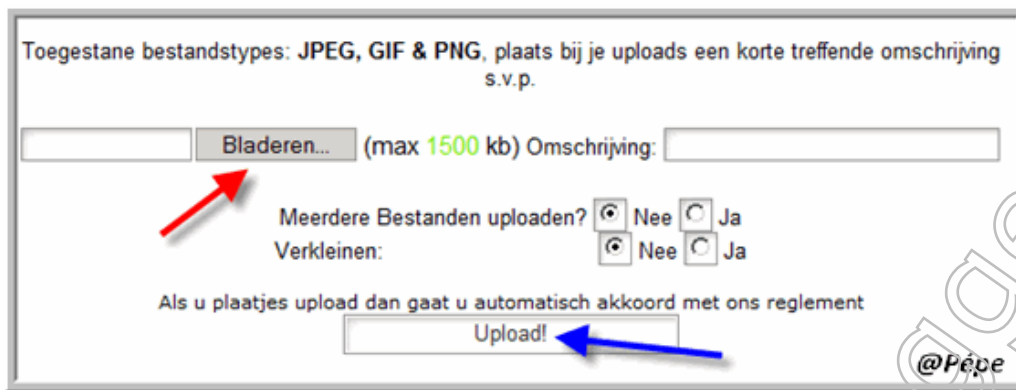 Toegestane bestandstypes: JPEG, GIF & PNG, plaats bij je uploads een korte treffende omschrijving
s.v.p.
Bladeren... (max 1500 kb) Omschrijving:
Meerdere Bestanden uploaden? Nee Ja
Verkleinen: Nee Ja
Als u plaatjes upload dan gaat u automatisch akkoord met ons reglement
Upload!
@Pépe